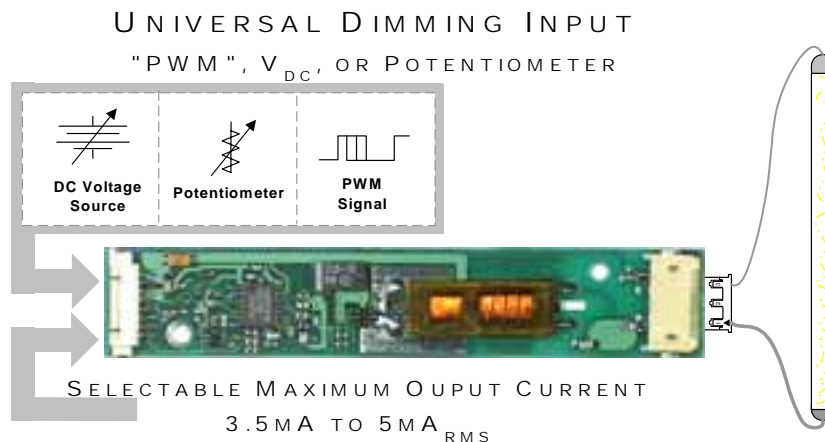 UNIVERSAL DIMMING INPUT
"PWM", VDC, OR POTENTIOMETER
DC Voltage
Source
Potentiometer
PWM
Signal
SELECTABLE MAXIMUM OUPUT CURRENT
3.5MA TO 5MARMS